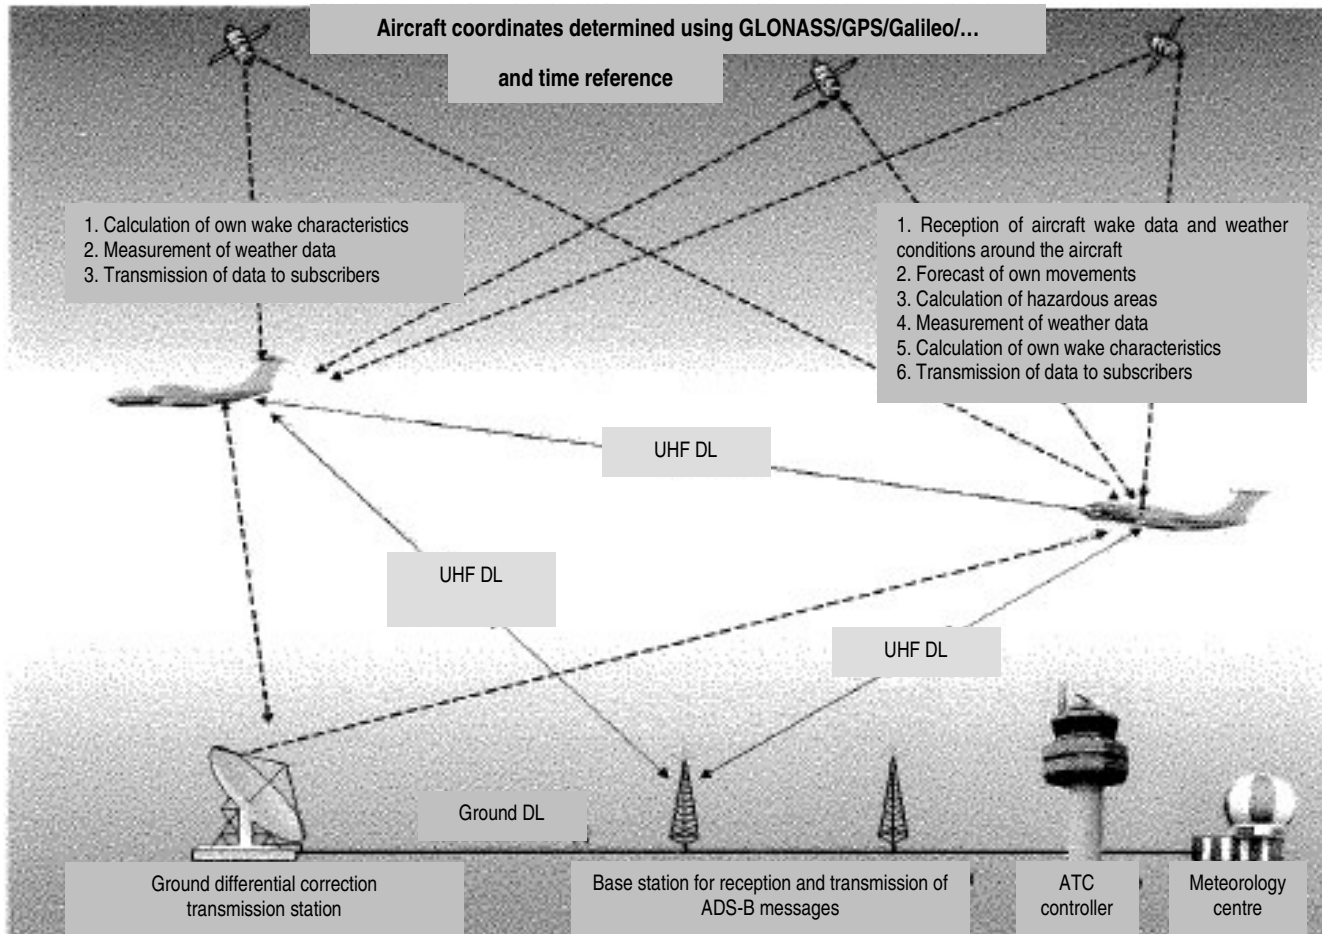 Aircraft coordinates determined using GLONASS/GPS/Galileo/…
and time reference
1. Calculation of own wake characteristics
2. Measurement of weather data
3. Transmission of data to subscribers
1. Reception of aircraft wake data and weather
conditions around the aircraft
2. Forecast of own movements
3. Calculation of hazardous areas
4. Measurement of weather data
5. Calculation of own wake characteristics
6. Transmission of data to subscribers
UHF DL
UHF DL
UHF DL
Ground DL
Ground differential correction
transmission station
Base station for reception and transmission of
ADS-B messages
ATC
controller
Meteorology
centre